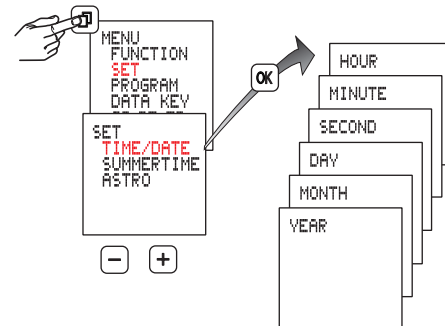 MENU
FUNCTION
SET
PROGRAM
DATA KEY
SET
TIME/DATE
SUMMERTIME
ASTRO
− +
OK
HOUR
MINUTE
SECOND
DAY
MONTH
YEAR